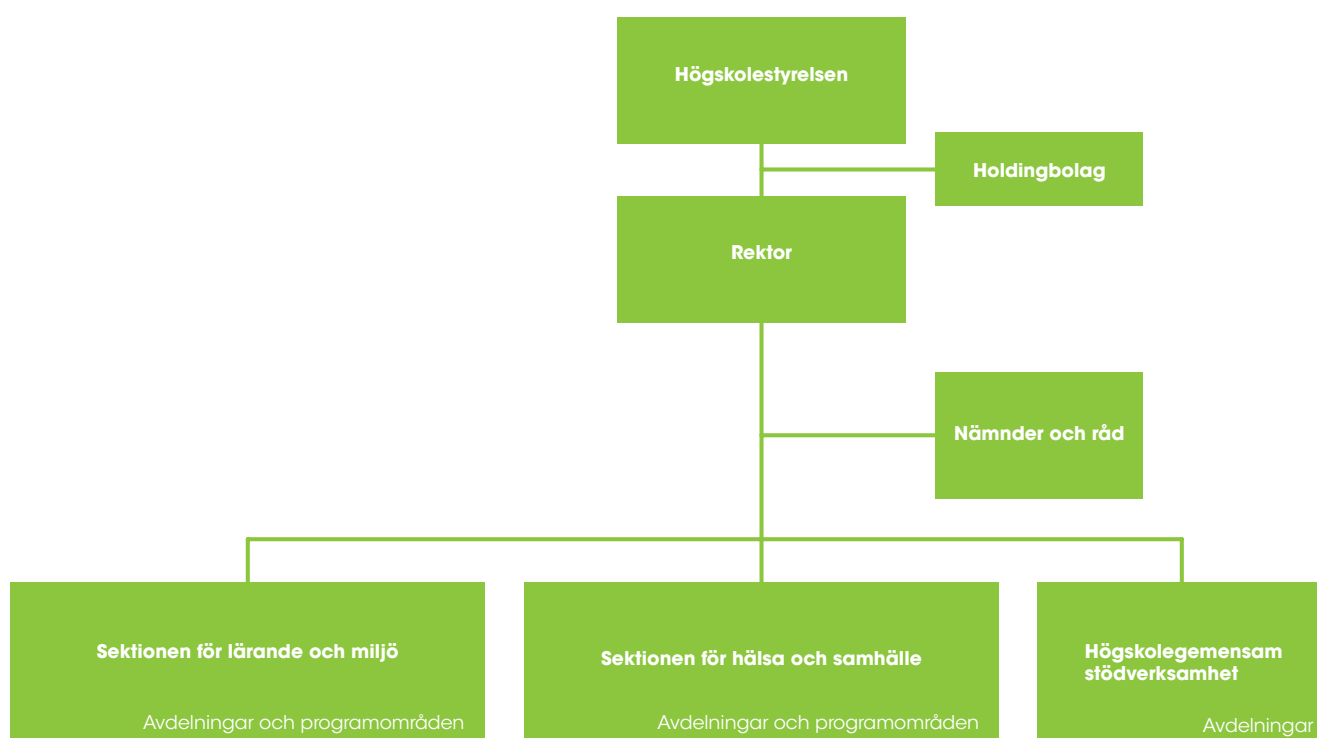 Högskolestyrelsen
Holdingbolag
Rektor
Nämnder och råd
Sektionen för lärande och miljö
Avdelningar och programområden
Sektionen för hälsa och samhälle
Avdelningar och programområden
Högskolegemensam
stödverksamhet
Avdelningar